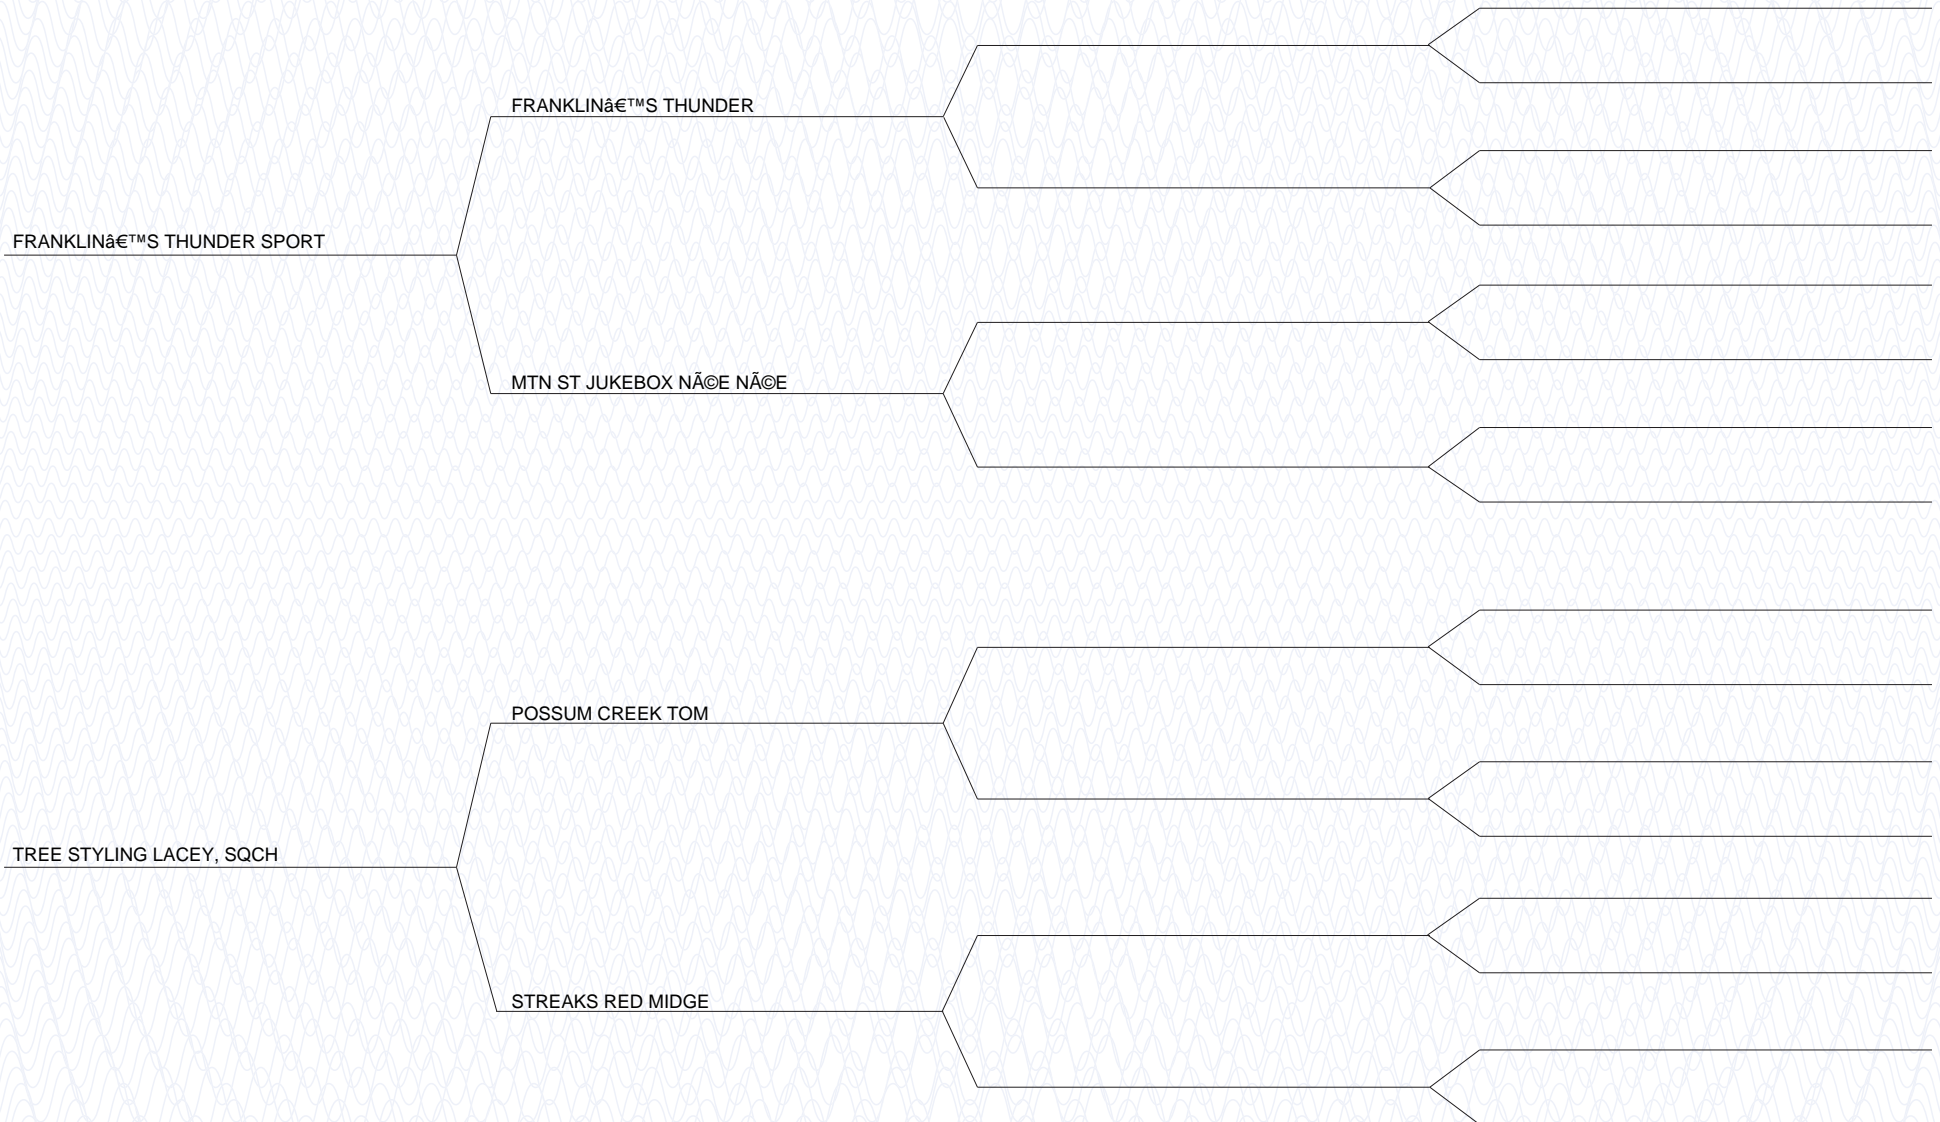 FRANKLINâ€™S THUNDER
FRANKLINâ€™S THUNDER SPORT
MTN ST JUKEBOX NÃ©E NÃ©E
POSSUM CREEK TOM
TREE STYLING LACEY, SQCH
STREAKS RED MIDGE